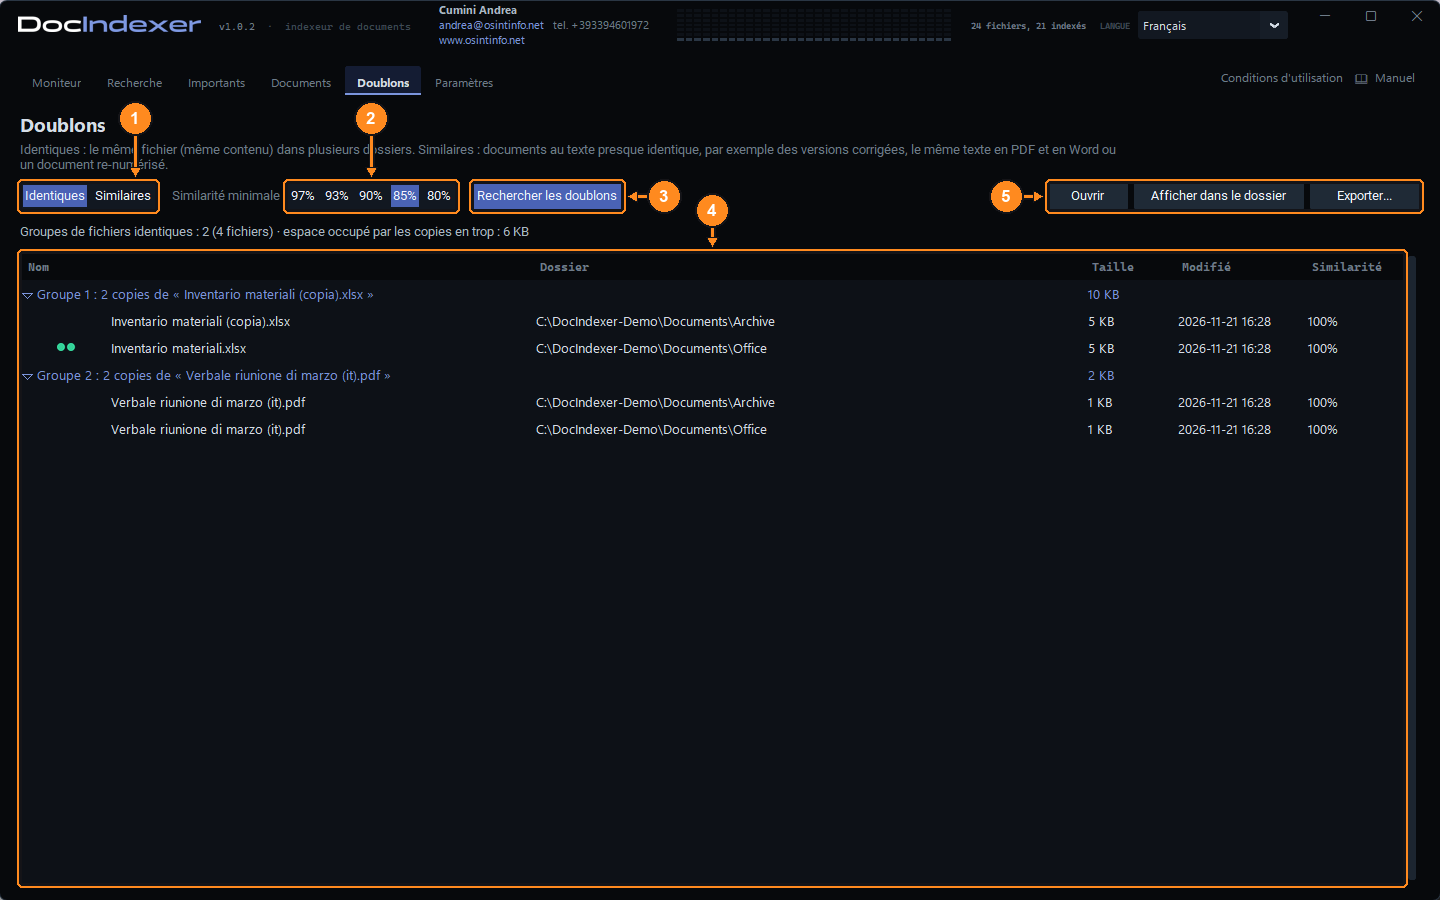 DocIndexer v1.0.2 · indexeur de documents
Cumini Andrea
andrea@osintinfo.net tel. +393394601972
www.osintinfo.net
24 fichiers, 21 indexés LANGUE Français
Moniteur Recherche Importants Documents Doublons Paramètres
Conditions d'utilisation Manuel
Doublons
1 2
Identiques : le même fichier (même contenu) dans plusieurs dossiers. Similaires : documents au texte presque identique, par exemple des versions corrigées, le même texte en PDF et en Word ou
un document re-numérisé.
Identiques Similaires Similarité minimale 97% 93% 90% 85% 80% Rechercher les doublons 3 4 5 Ouvrir Afficher dans le dossier Exporter...
Groupes de fichiers identiques : 2 (4 fichiers) · espace occupé par les copies en trop : 6 KB
Nom Dossier Taille Modifié Similarité
Groupe 1 : 2 copies de « Inventario materiali (copia).xlsx » 10 KB
Inventario materiali (copia).xlsx C:\DocIndexer-Demo\Documents\Archive 5 KB 2026-11-21 16:28 100%
Inventario materiali.xlsx C:\DocIndexer-Demo\Documents\Office 5 KB 2026-11-21 16:28 100%
Groupe 2 : 2 copies de « Verbale riunione di marzo (it).pdf » 2 KB
Verbale riunione di marzo (it).pdf C:\DocIndexer-Demo\Documents\Archive 1 KB 2026-11-21 16:28 100%
Verbale riunione di marzo (it).pdf C:\DocIndexer-Demo\Documents\Office 1 KB 2026-11-21 16:28 100%